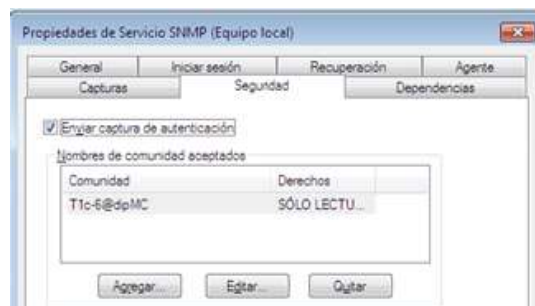 Propiedades de Servicio SNMP (Equipo local)
General Iniciar sesión Recuperación Agente
Capturas Seguridad Dependencias
Enviar captura de autenticación
Nombres de comunidad aceptados
Comunidad Derechos
T1c-6@dipMC SÓLO LECTU...
Agregar... Editar... Quitar